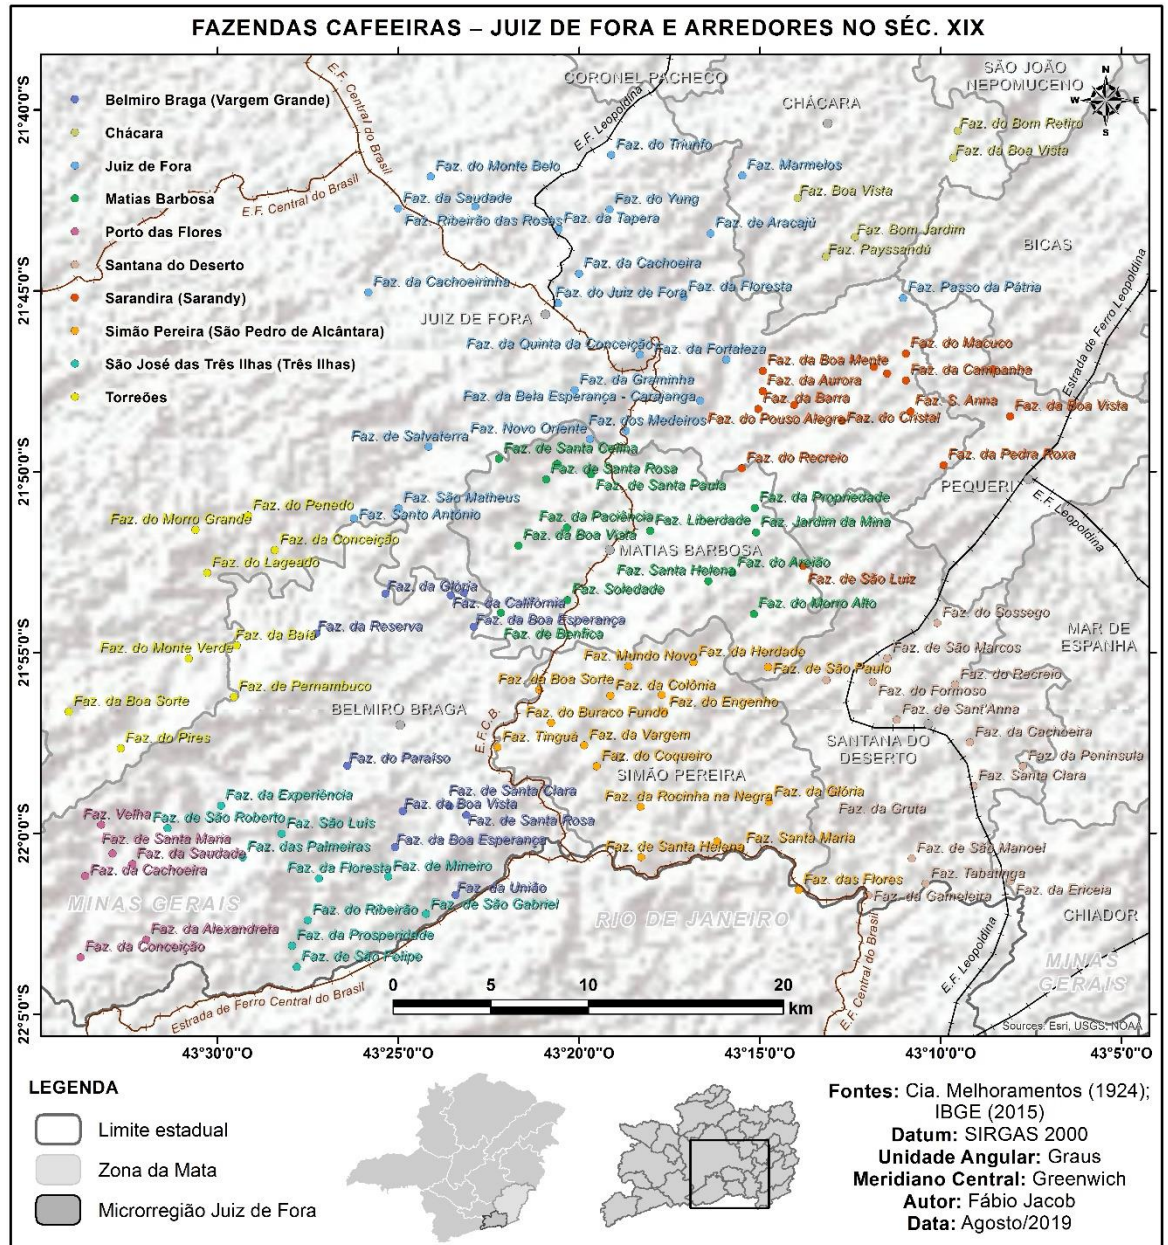 FAZENDAS CAFEEIRAS – JUIZ DE FORA E ARREDORES NO SÉC. XIX
Belmiro Braga (Vargem Grande)
Chácara
Juiz de Fora
Matias Barbosa
Porto das Flores
Santana do Deserto
Sarandira (Sarandy)
Simão Pereira (São Pedro de Alcântara)
São José das Três Ilhas (Três Ilhas)
Torreões
CORONEL PACHECO
SÃO JOÃO
NEPOMUCENO
CHÁCARA
N
W
E
S
E.F. Central do Brasil
E.F. Leopoldina
E.F. Central do Brasil
Faz. do Bom Retiro
Faz. da Boa Vista
Faz. do Triunfo
Faz. do Monte Belo
Faz. Marmelos
Faz. Boa Vista
Faz. da Saudade
Faz. do Yung
Faz. Ribeirão das Rosas
Faz. da Tapera
Faz. de Aracajú
Faz. Bom Jardim
Faz. Payssandú
BICAS
Faz. da Cachoeira
Faz. da Cachoeirinha
Faz. do Juiz de Fora
Faz. da Floresta
Faz. Passo da Pátria
Estrada de Ferro Leopoldina
JUIZ DE FORA
Faz. da Quinta da Conceição
Faz. da Fortaleza
Faz. do Macuco
Faz. da Boa Mente
Faz. da Campanha
Faz. da Graminha
Faz. da Aurora
Faz. da Bela Esperança - Carajanga
Faz. da Barra
Faz. S. Anna
Faz. da Boa Vista
Faz. Novo Oriente
Faz. dos Medeiros
Faz. do Pouso Alegre
Faz. do Cristal
Faz. de Salvaterra
Faz. de Santa Celina
Faz. do Recreio
Faz. da Pedra Roxa
Faz. de Santa Rosa
Faz. de Santa Paula
PEQUERI
E.F. Leopoldina
Faz. São Matheus
Faz. da Propriedade
Faz. do Penedo
Faz. do Morro Grande
Faz. Santo Antônio
Faz. da Paciência
Faz. Liberdade
Faz. Jardim da Mina
Faz. da Conceição
Faz. da Boa Vista
MATIAS BARBOSA
Faz. do Lageado
Faz. Santa Helena
Faz. do Areião
Faz. de São Luiz
Faz. da Glória
Faz. Soledade
Faz. da Califórnia
Faz. do Morro Alto
Faz. do Sossego
Faz. da Reserva
Faz. da Boa Esperança
Faz. da Baía
Faz. de Benfica
MAR DE
ESPANHA
Faz. do Monte Verde
Faz. Mundo Novo
Faz. da Herdade
Faz. de São Marcos
Faz. de São Paulo
Faz. do Recreio
Faz. de Pernambuco
Faz. da Boa Sorte
Faz. da Colônia
Faz. do Formoso
Faz. da Boa Sorte
Faz. do Engenho
BELMIRO BRAGA
E.F.C.B.
Faz. do Buraco Fundo
Faz. de Sant'Anna
Faz. do Pires
Faz. Tinguá
Faz. da Vargem
Faz. da Cachoeira
SANTANA DO
DESERTO
Faz. do Paraíso
Faz. do Coqueiro
Faz. da Península
SIMÃO PEREIRA
Faz. Santa Clara
Faz. da Experiência
Faz. de Santa Clara
Faz. da Boa Vista
Faz. da Rocinha na Negra
Faz. da Glória
Faz. da Gruta
Faz. Velha
Faz. de São Roberto
Faz. São Luis
Faz. de Santa Rosa
Faz. de Santa Maria
Faz. das Palmeiras
Faz. da Boa Esperança
Faz. de Santa Helena
Faz. Santa Maria
Faz. de São Manoel
Faz. da Saudade
Faz. da Cachoeira
Faz. da Floresta
Faz. de Mineiro
Faz. Tabatinga
Faz. da União
Faz. das Flores
Faz. da Gameleira
Faz. da Ericeia
MINAS GERAIS
Faz. do Ribeirão
Faz. de São Gabriel
RIO DE JANEIRO
CHIADOR
Faz. da Alexandreta
Faz. da Prosperidade
Faz. da Conceição
Faz. de São Felipe
MINAS
GERAIS
Estrada de Ferro Central do Brasil
E.F. Central do Brasil
E.F. Leopoldina
0 5 10 20
km
Sources: Esri, USGS, NOAA
21°40'0"S
21°45'0"S
21°50'0"S
21°55'0"S
22°0'0"S
22°5'0"S
43°30'0"O 43°25'0"O 43°20'0"O 43°15'0"O 43°10'0"O 43°5'0"O
LEGENDA
Limite estadual
Zona da Mata
Microrregião Juiz de Fora
Fontes: Cia. Melhoramentos (1924);
IBGE (2015)
Datum: SIRGAS 2000
Unidade Angular: Graus
Meridiano Central: Greenwich
Autor: Fábio Jacob
Data: Agosto/2019